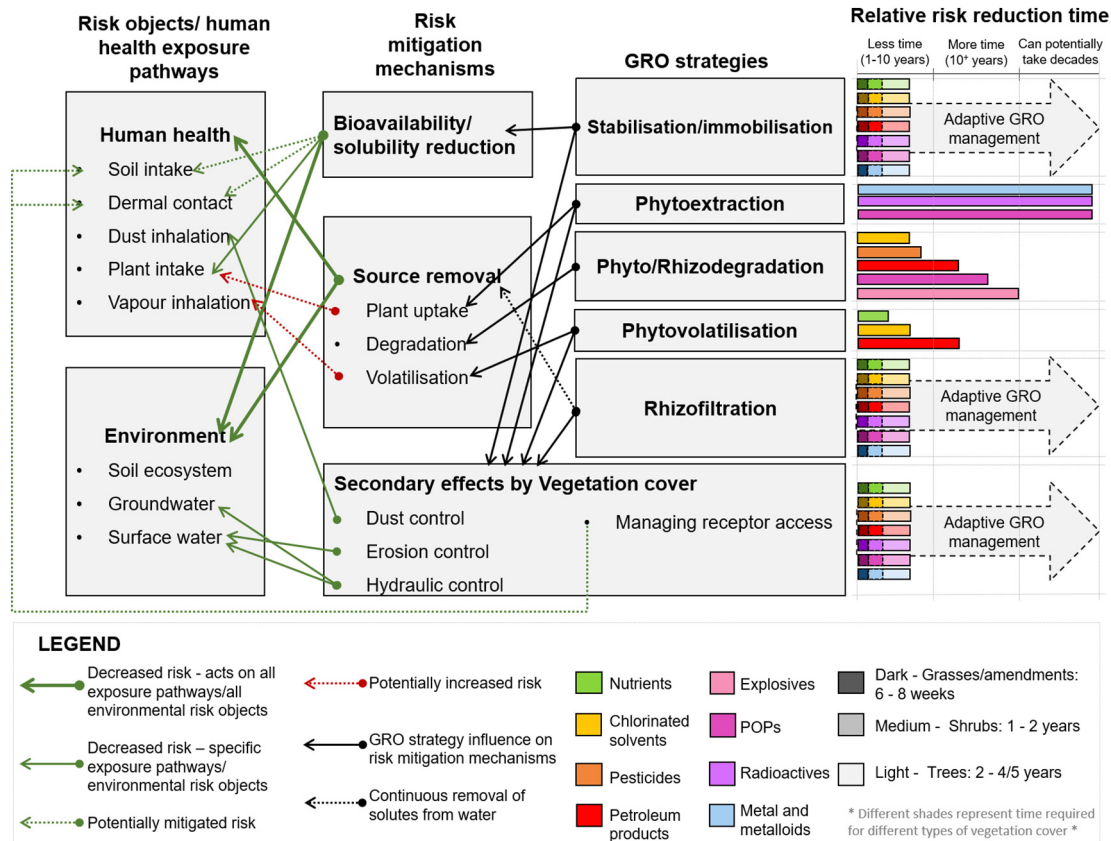 Risk objects/ human
health exposure
pathways
Risk
mitigation
mechanisms
GRO strategies
Relative risk reduction time
Less time
(1-10 years)
More time
(10⁺ years)
Can potentially
take decades
Human health
• Soil intake
• Dermal contact
• Dust inhalation
• Plant intake
• Vapour inhalation
Environment
• Soil ecosystem
• Groundwater
• Surface water
Bioavailability/
solubility reduction
Source removal
Plant uptake
• Degradation
Volatilisation
Stabilisation/immobilisation
Phytoextraction
Phyto/Rhizodegradation
Phytovolatilisation
Rhizofiltration
Secondary effects by Vegetation cover
Dust control
Erosion control
Hydraulic control
• Managing receptor access
Adaptive GRO
management
Adaptive GRO
management
Adaptive GRO
management
LEGEND
Decreased risk - acts on all
exposure pathways/all
environmental risk objects
Decreased risk – specific
exposure pathways/
environmental risk objects
Potentially mitigated risk
Potentially increased risk
GRO strategy influence on
risk mitigation mechanisms
Continuous removal of
solutes from water
Nutrients
Chlorinated
solvents
Pesticides
Petroleum
products
Explosives
POPs
Radioactives
Metal and
metalloids
Dark - Grasses/amendments:
6 - 8 weeks
Medium - Shrubs: 1 - 2 years
Light - Trees: 2 - 4/5 years
* Different shades represent time required
for different types of vegetation cover *